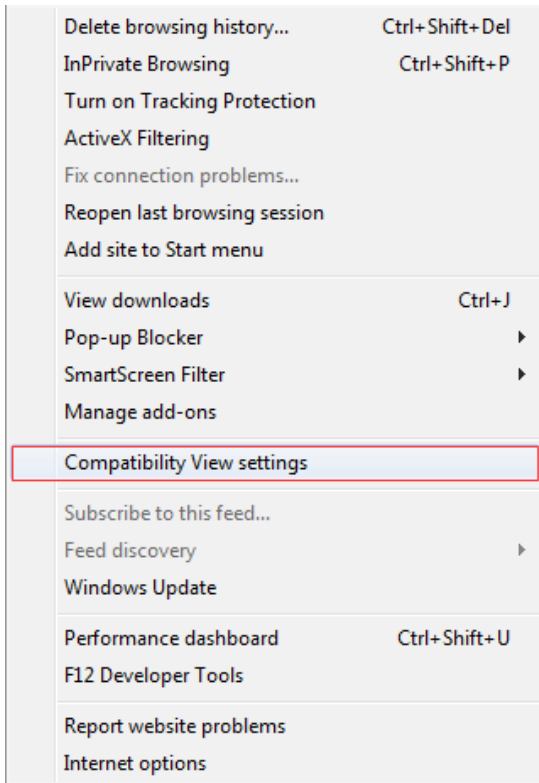 Delete browsing history... Ctrl+Shift+Del
InPrivate Browsing Ctrl+Shift+P
Turn on Tracking Protection
ActiveX Filtering
Fix connection problems...
Reopen last browsing session
Add site to Start menu
View downloads Ctrl+J
Pop-up Blocker
SmartScreen Filter
Manage add-ons
Compatibility View settings
Subscribe to this feed...
Feed discovery
Windows Update
Performance dashboard Ctrl+Shift+U
F12 Developer Tools
Report website problems
Internet options